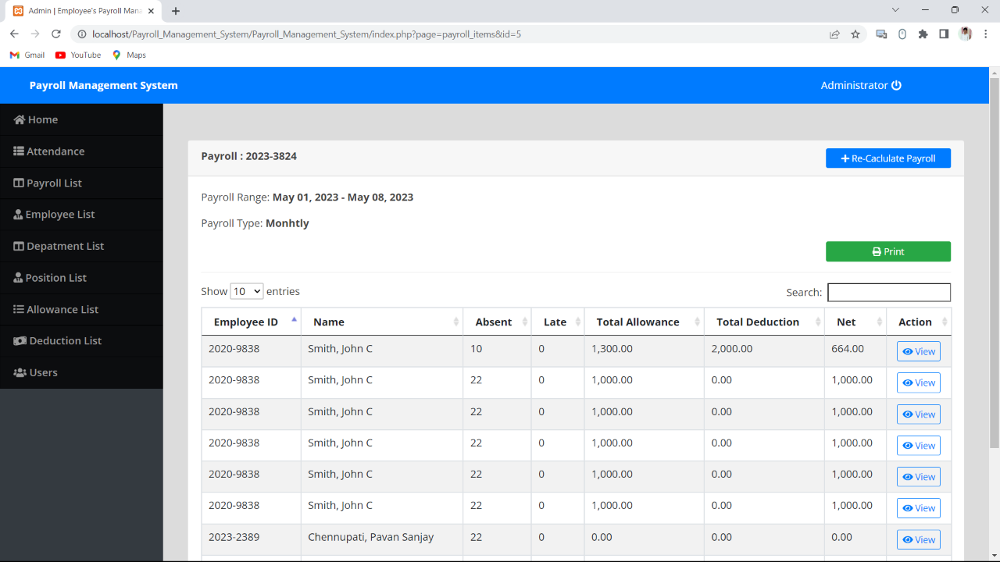 Admin | Employee's Payroll Mana
localhost/Payroll_Management_System/Payroll_Management_System/index.php?page=payroll_items&id=5
Gmail YouTube Maps
Payroll Management System Administrator
Home
Attendance
Payroll List
Employee List
Depatment List
Position List
Allowance List
Deduction List
Users
Payroll : 2023-3824 Re-Caclulate Payroll
Payroll Range: May 01, 2023 - May 08, 2023
Payroll Type: Monhtly
Print
Show 10 entries Search:
Employee ID Name Absent Late Total Allowance Total Deduction Net Action
2020-9838 Smith, John C 10 0 1,300.00 2,000.00 664.00 View
2020-9838 Smith, John C 22 0 1,000.00 0.00 1,000.00 View
2020-9838 Smith, John C 22 0 1,000.00 0.00 1,000.00 View
2020-9838 Smith, John C 22 0 1,000.00 0.00 1,000.00 View
2020-9838 Smith, John C 22 0 1,000.00 0.00 1,000.00 View
2020-9838 Smith, John C 22 0 1,000.00 0.00 1,000.00 View
2023-2389 Chennupati, Pavan Sanjay 22 0 0.00 0.00 0.00 View